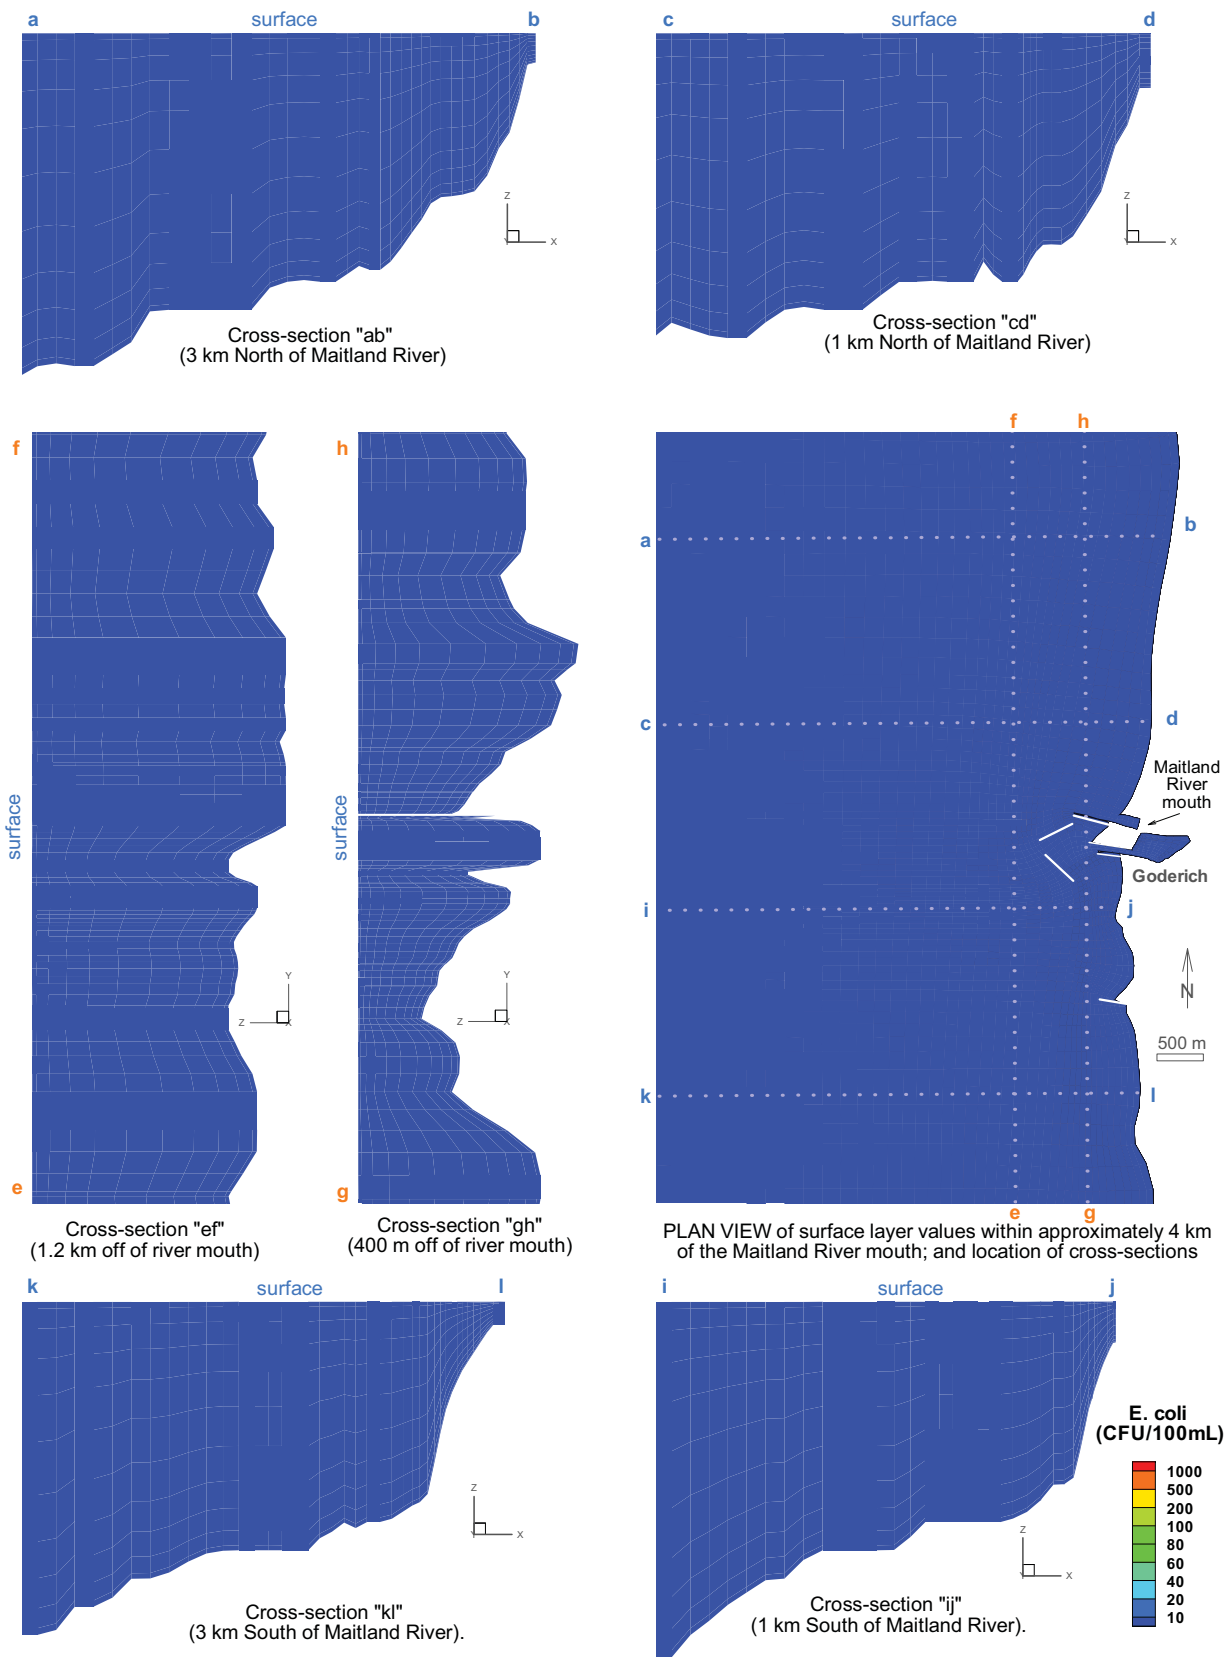 a surface b
c surface d
Z
X
Z
X
Cross-section "ab"
(3 km North of Maitland River)
Cross-section "cd"
(1 km North of Maitland River)
f
surface
e
Y
Z
X
Cross-section "ef"
(1.2 km off of river mouth)
h
surface
g
Y
Z
X
Cross-section "gh"
(400 m off of river mouth)
f h
a b
c d
Maitland
River
mouth
Goderich
i j
N
500 m
k l
e g
PLAN VIEW of surface layer values within approximately 4 km
of the Maitland River mouth; and location of cross-sections
k surface l
Z
X
Cross-section "kl"
(3 km South of Maitland River).
i surface j
Z
X
Cross-section "ij"
(1 km South of Maitland River).
E. coli
(CFU/100mL)
1000
500
200
100
80
60
40
20
10